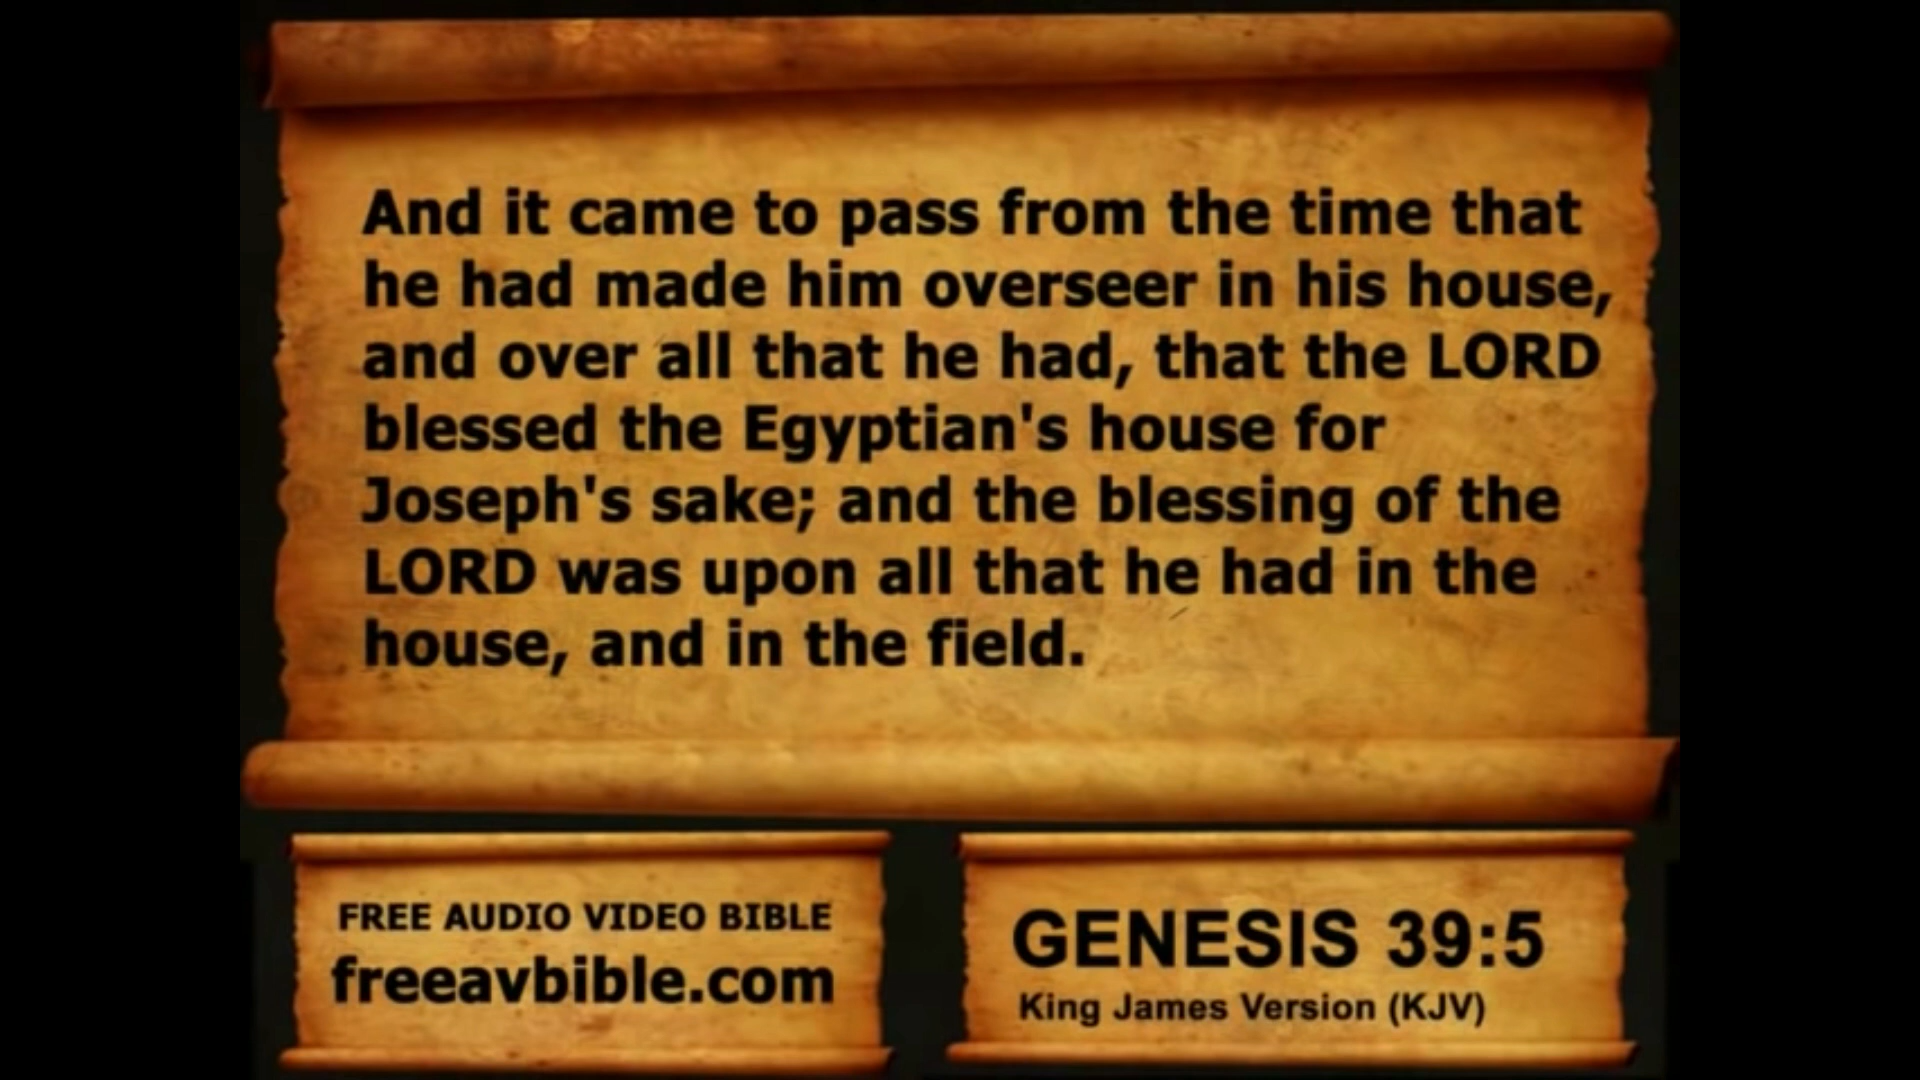 And it came to pass from the time that
he had made him overseer in his house,
and over all that he had, that the LORD
blessed the Egyptian's house for
Joseph's sake; and the blessing of the
LORD was upon all that he had in the
house, and in the field.
FREE AUDIO VIDEO BIBLE
freeavbible.com
GENESIS 39:5
King James Version (KJV)